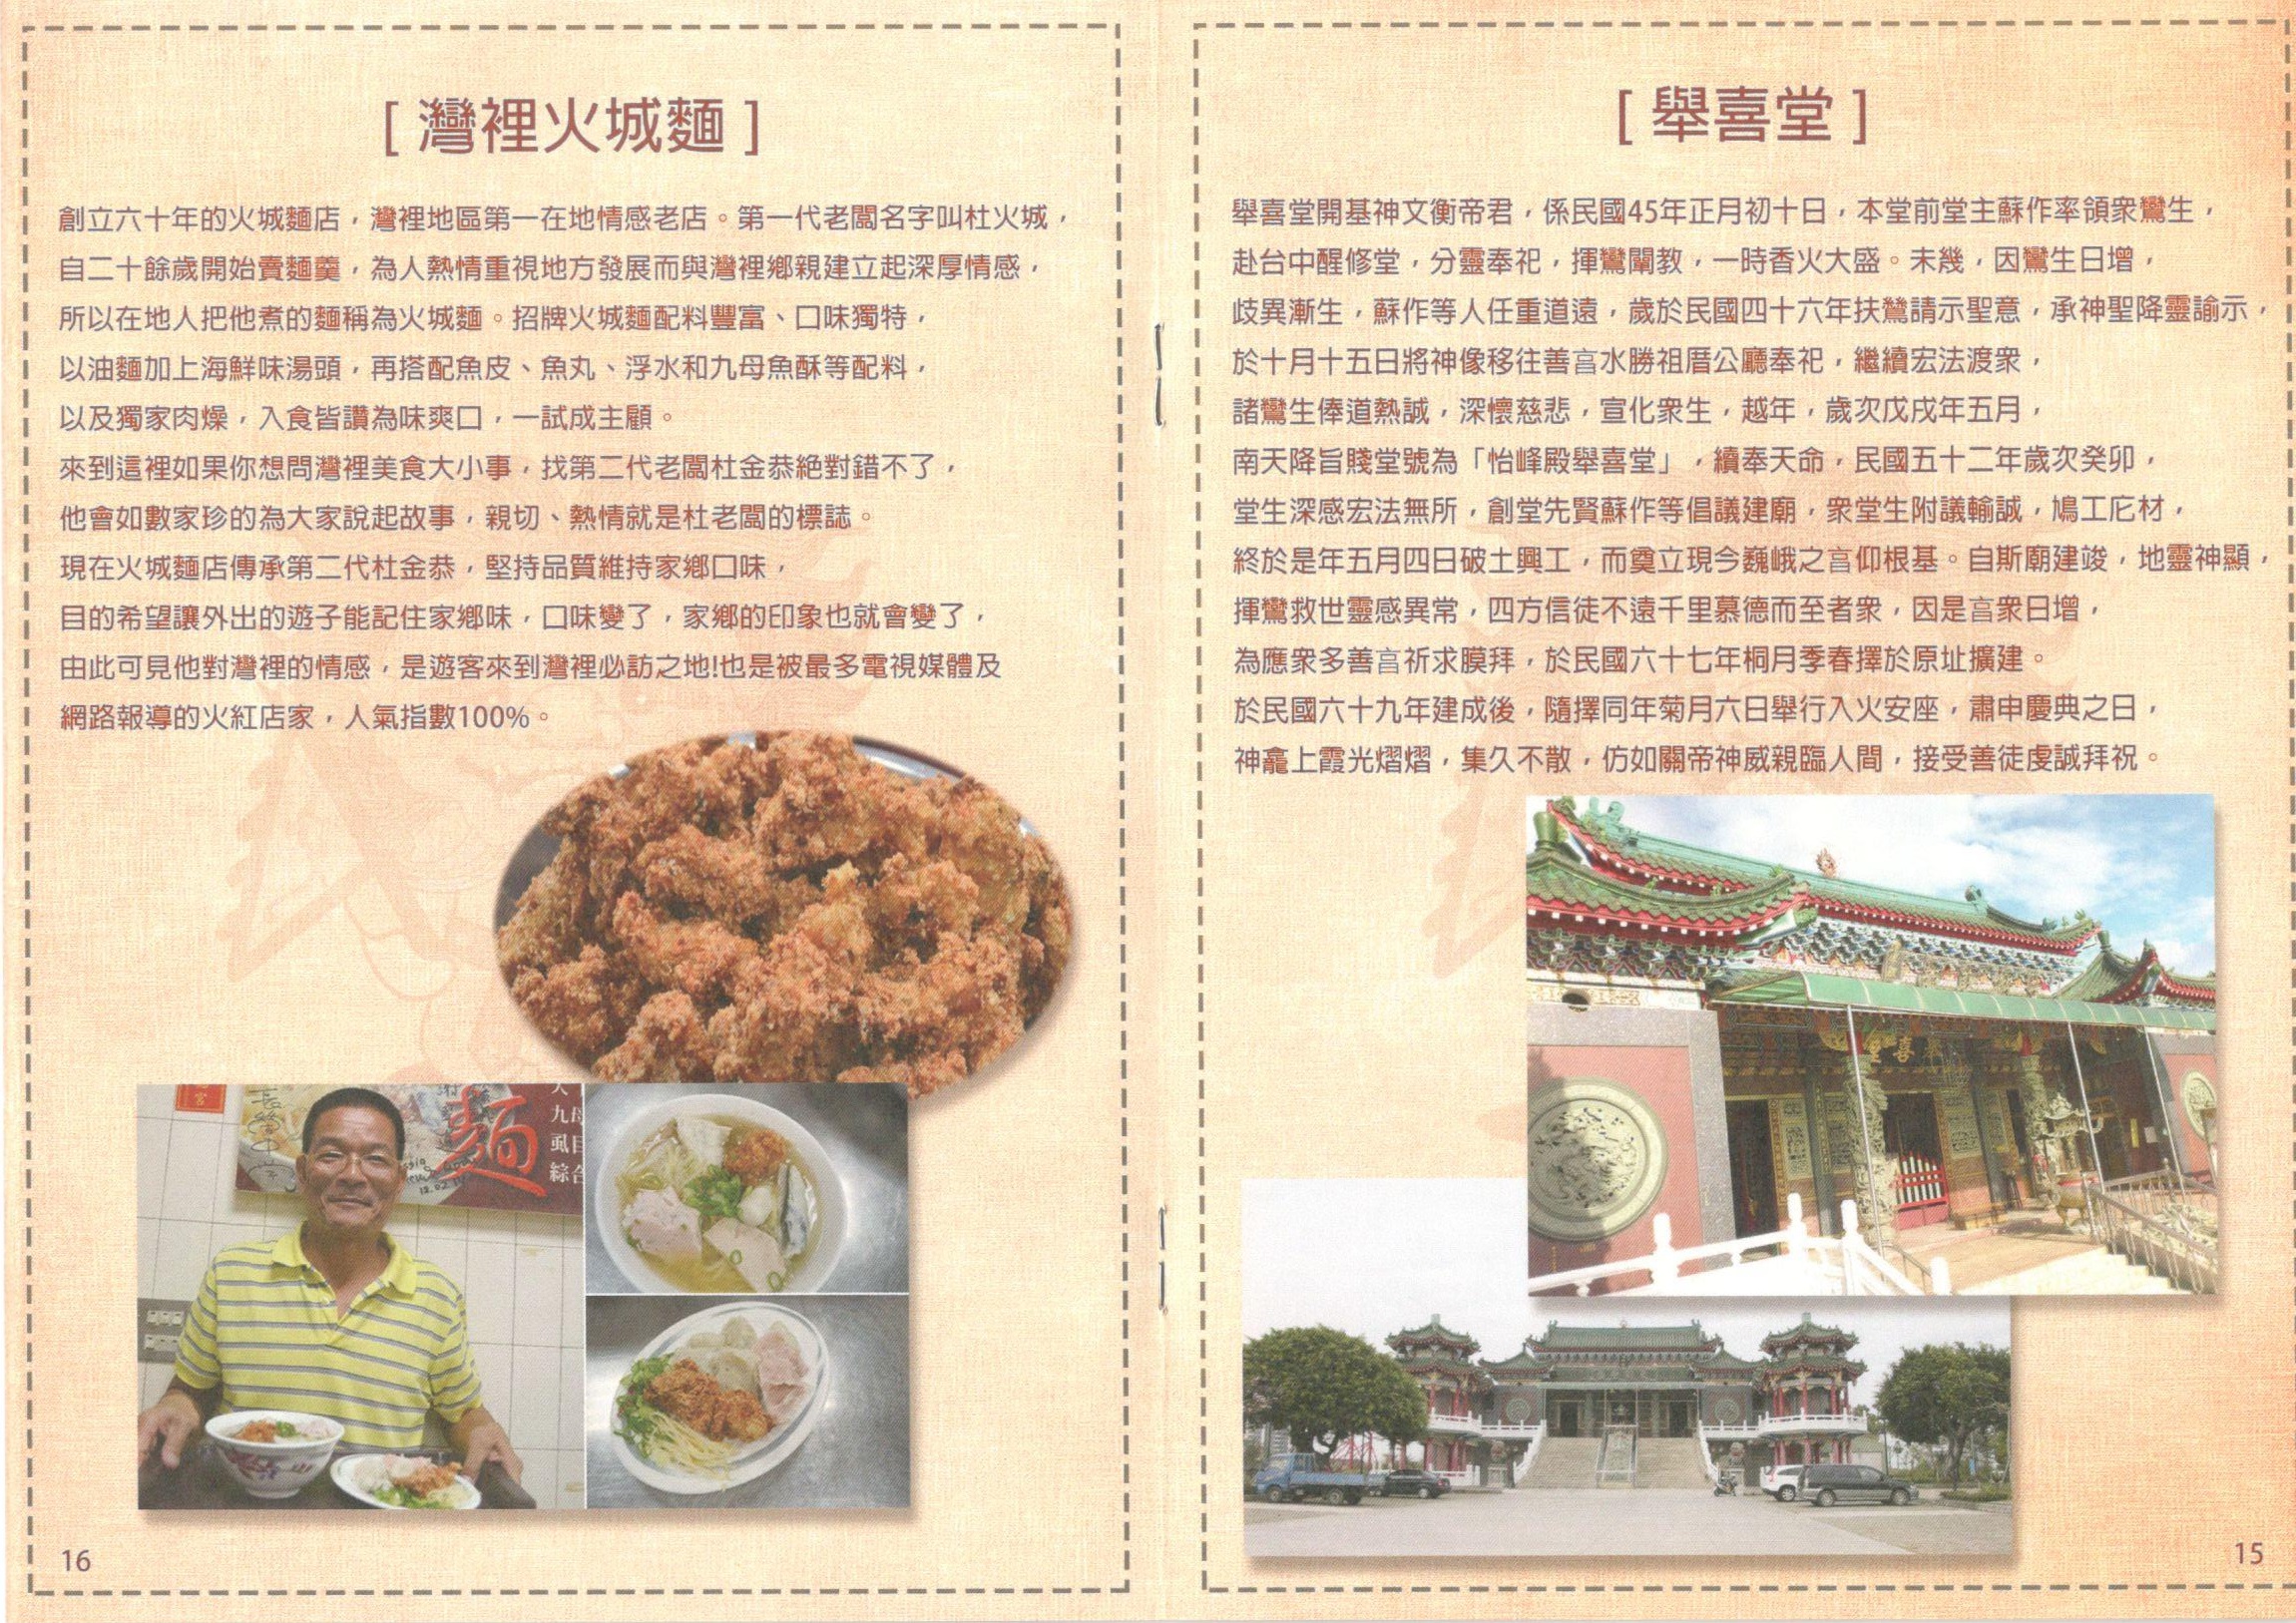 [ 灣裡火城麵 ]
創立六十年的火城麵店，灣裡地區第一在地情感老店。第一代老闆名字叫杜火城，
自二十餘歲開始賣麵羹，為人熱情重視地方發展而與灣裡鄉親建立起深厚情感，
所以在地人把他煮的麵稱為火城麵。招牌火城麵配料豐富、口味獨特，
以油麵加上海鮮味湯頭，再搭配魚皮、魚丸、浮水和九母魚酥等配料，
以及獨家肉燥，入食皆讚為味爽口，一試成主顧。
來到這裡如果你想問灣裡美食大小事，找第二代老闆杜金恭絕對錯不了，
他會如數家珍的為大家說起故事，親切、熱情就是杜老闆的標誌。
現在火城麵店傳承第二代杜金恭，堅持品質維持家鄉口味，
目的希望讓外出的遊子能記住家鄉味，口味變了，家鄉的印象也就會變了，
由此可見他對灣裡的情感，是遊客來到灣裡必訪之地!也是被最多電視媒體及
網路報導的火紅店家，人氣指數100%。
麵
九母
虱目
綜合
16
[ 舉喜堂 ]
舉喜堂開基神文衡帝君，係民國45年正月初十日，本堂前堂主蘇作率領衆鸞生，
赴台中醒修堂，分靈奉祀，揮鸞闡教，一時香火大盛。未幾，因鸞生日增，
歧異漸生，蘇作等人任重道遠，歲於民國四十六年扶鸞請示聖意，承神聖降靈諭示，
於十月十五日將神像移往善亯水勝祖厝公廳奉祀，繼續宏法渡衆，
諸鸞生俸道熱誠，深懷慈悲，宣化衆生，越年，歲次戊戌年五月，
南天降旨賤堂號為「怡峰殿舉喜堂」，續奉天命，民國五十二年歲次癸卯，
堂生深感宏法無所，創堂先賢蘇作等倡議建廟，衆堂生附議輸誠，鳩工庀材，
終於是年五月四日破土興工，而奠立現今巍峨之亯仰根基。自斯廟建竣，地靈神顯，
揮鸞救世靈感異常，四方信徒不遠千里慕德而至者衆，因是亯衆日增，
為應衆多善亯祈求膜拜，於民國六十七年桐月季春擇於原址擴建。
於民國六十九年建成後，隨擇同年菊月六日舉行入火安座，肅申慶典之日，
神龕上霞光熠熠，集久不散，仿如關帝神威親臨人間，接受善徒虔誠拜祝。
15